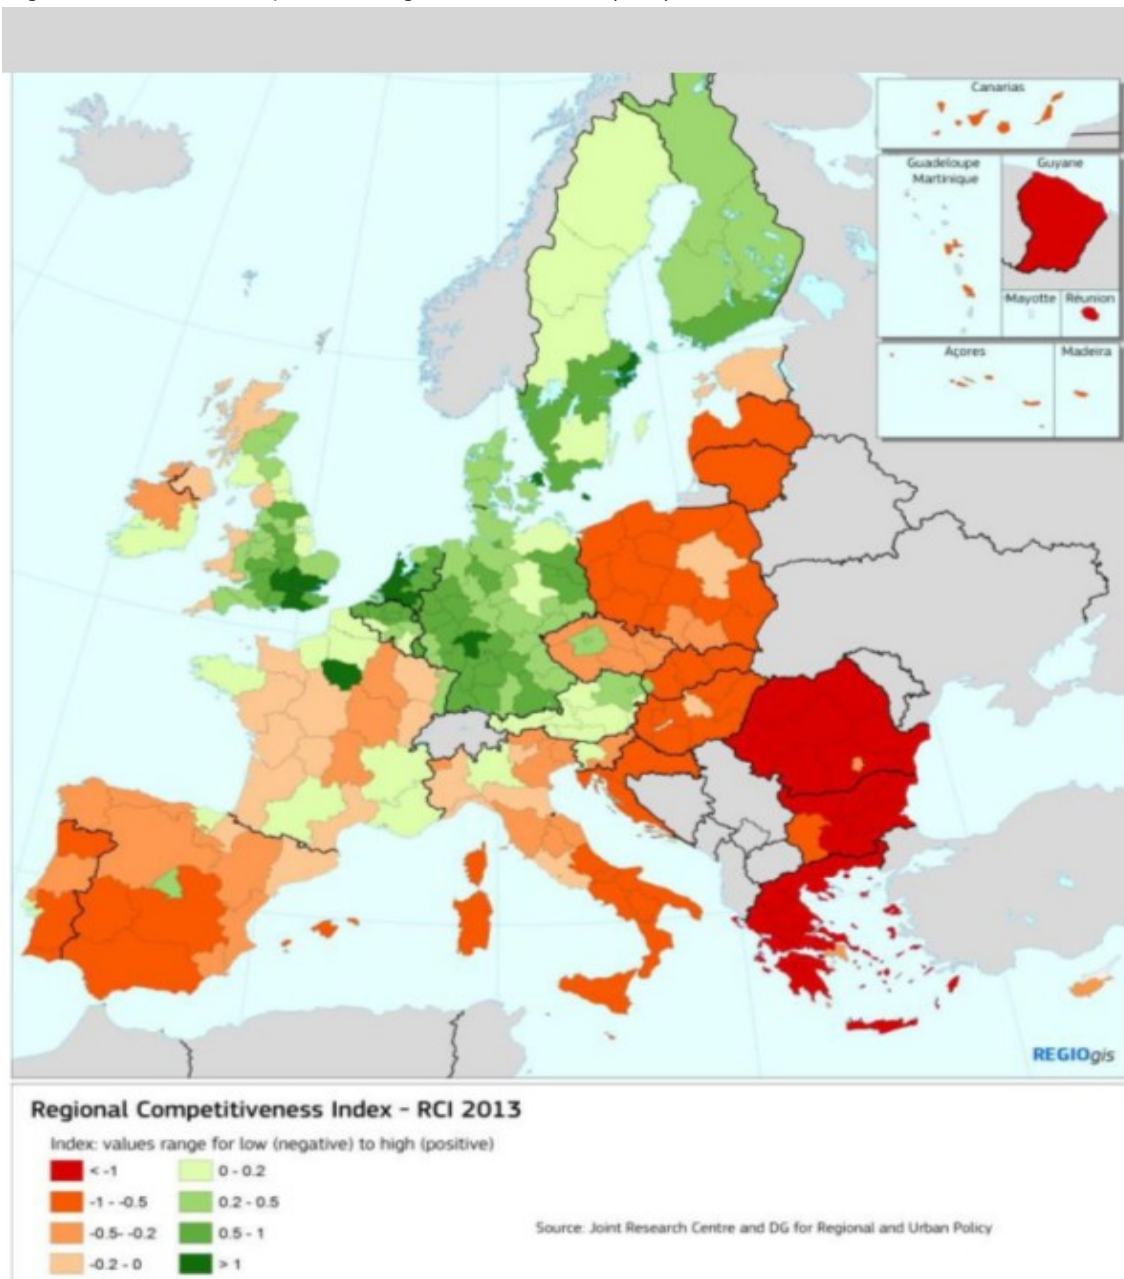 Canarias
Guadeloupe
Martinique
Guyane
Mayotte
Réunion
Açores
Madeira
REGIOgis
Regional Competitiveness Index - RCI 2013
Index: values range for low (negative) to high (positive)
< -1
0 - 0.2
-1 - -0.5
0.2 - 0.5
-0.5- -0.2
0.5 - 1
-0.2 - 0
> 1
Source: Joint Research Centre and DG for Regional and Urban Policy